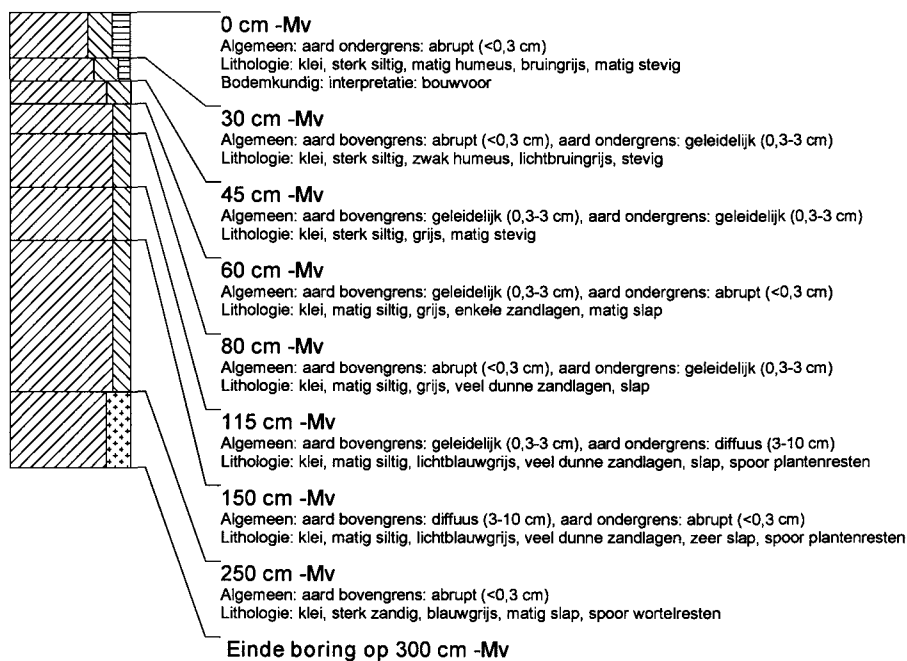 0 cm -Mv
Algemeen: aard ondergrens: abrupt (<0,3 cm)
Lithologie: klei, sterk siltig, matig humeus, bruingrijs, matig stevig
Bodemkundig: interpretatie: bouwvoor
30 cm -Mv
Algemeen: aard bovengrens: abrupt (<0,3 cm), aard ondergrens: geleidelijk (0,3-3 cm)
Lithologie: klei, sterk siltig, zwak humeus, lichtbruingrijs, stevig
45 cm -Mv
Algemeen: aard bovengrens: geleidelijk (0,3-3 cm), aard ondergrens: geleidelijk (0,3-3 cm)
Lithologie: klei, sterk siltig, grijs, matig stevig
60 cm -Mv
Algemeen: aard bovengrens: geleidelijk (0,3-3 cm), aard ondergrens: abrupt (<0,3 cm)
Lithologie: klei, matig siltig, grijs, enkele zandlagen, matig slap
80 cm -Mv
Algemeen: aard bovengrens: abrupt (<0,3 cm), aard ondergrens: geleidelijk (0,3-3 cm)
Lithologie: klei, matig siltig, grijs, veel dunne zandlagen, slap
115 cm -Mv
Algemeen: aard bovengrens: geleidelijk (0,3-3 cm), aard ondergrens: diffuus (3-10 cm)
Lithologie: klei, matig siltig, lichtblauwgrijs, veel dunne zandlagen, slap, spoor plantenresten
150 cm -Mv
Algemeen: aard bovengrens: diffuus (3-10 cm), aard ondergrens: abrupt (<0,3 cm)
Lithologie: klei, matig siltig, lichtblauwgrijs, veel dunne zandlagen, zeer slap, spoor plantenresten
250 cm -Mv
Algemeen: aard bovengrens: abrupt (<0,3 cm)
Lithologie: klei, sterk zandig, blauwgrijs, matig slap, spoor wortelresten
Einde boring op 300 cm -Mv